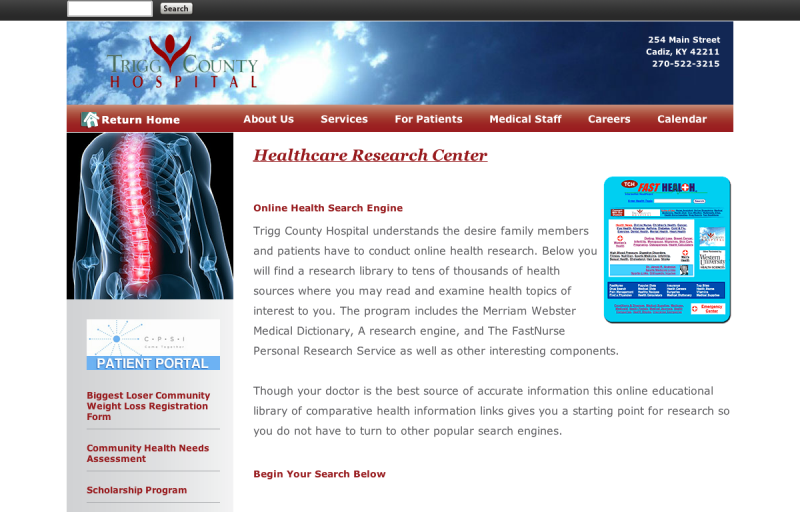 Search
TRIGG COUNTY
HOSPITAL
254 Main Street
Cadiz, KY 42211
270-522-3215
Return Home
About Us
Services
For Patients
Medical Staff
Careers
Calendar
Healthcare Research Center
TCH FAST HEALTH
Online Health Search Engine
Trigg County Hospital understands the desire family members
and patients have to conduct online health research. Below you
will find a research library to tens of thousands of health
sources where you may read and examine health topics of
interest to you. The program includes the Merriam Webster
Medical Dictionary, A research engine, and The FastNurse
Personal Research Service as well as other interesting components.
Though your doctor is the best source of accurate information this online educational
library of comparative health information links gives you a starting point for research so
you do not have to turn to other popular search engines.
Begin Your Search Below
CPSI
PATIENT PORTAL
Biggest Loser Community
Weight Loss Registration
Form
Community Health Needs
Assessment
Scholarship Program